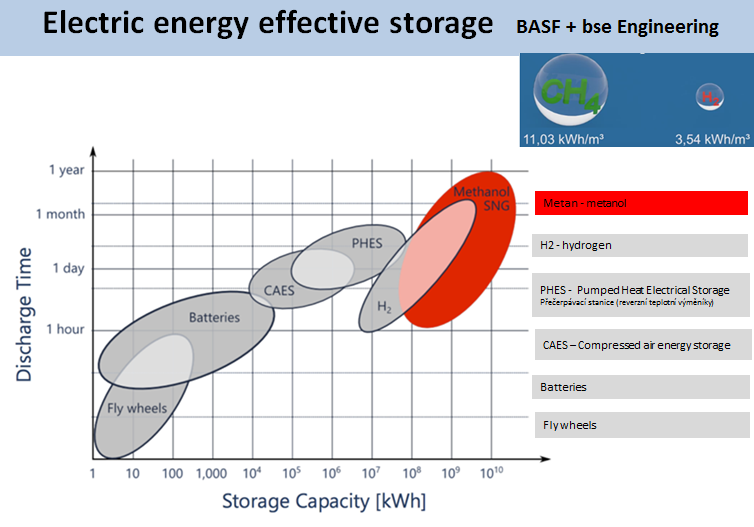 Electric energy effective storage BASF + bse Engineering
CH4
H2
11,03 kWh/m³
3,54 kWh/m³
Discharge Time
1 year
1 month
1 day
1 hour
Methanol
SNG
PHES
CAES
H₂
Batteries
Fly wheels
1 10 100 1,000 10⁴ 10⁵ 10⁶ 10⁷ 10⁸ 10⁹ 10¹⁰
Storage Capacity [kWh]
Metan - metanol
H2 - hydrogen
PHES - Pumped Heat Electrical Storage
Přečerpávací stanice (reverzní teplotní výměníky)
CAES – Compressed air energy storage
Batteries
Fly wheels